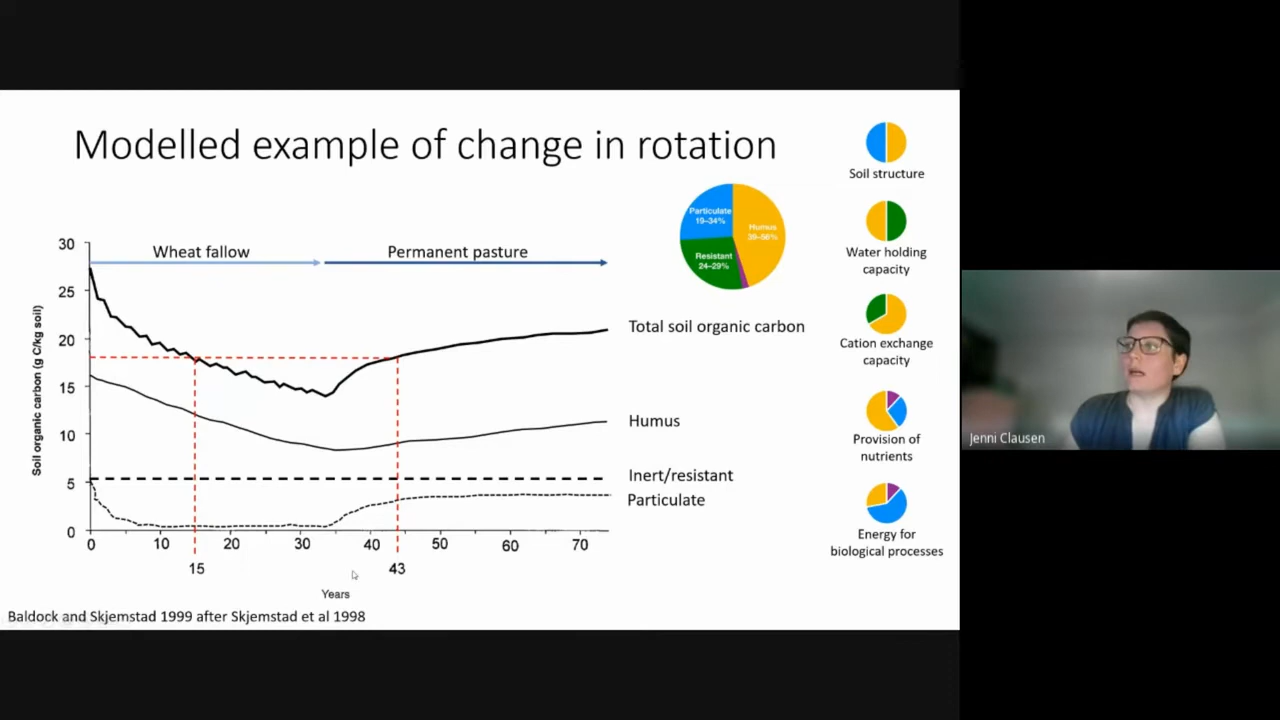 Modelled example of change in rotation
Wheat fallow
Permanent pasture
Soil organic carbon (g C/kg soil)
30
25
20
15
10
5
0
0 10 20 30 40 50 60 70
15 43
Years
Total soil organic carbon
Humus
Inert/resistant
Particulate
Particulate
19–34%
Humus
39–56%
Resistant
24–29%
Soil structure
Water holding
capacity
Cation exchange
capacity
Provision of
nutrients
Energy for
biological processes
Baldock and Skjemstad 1999 after Skjemstad et al 1998
Jenni Clausen